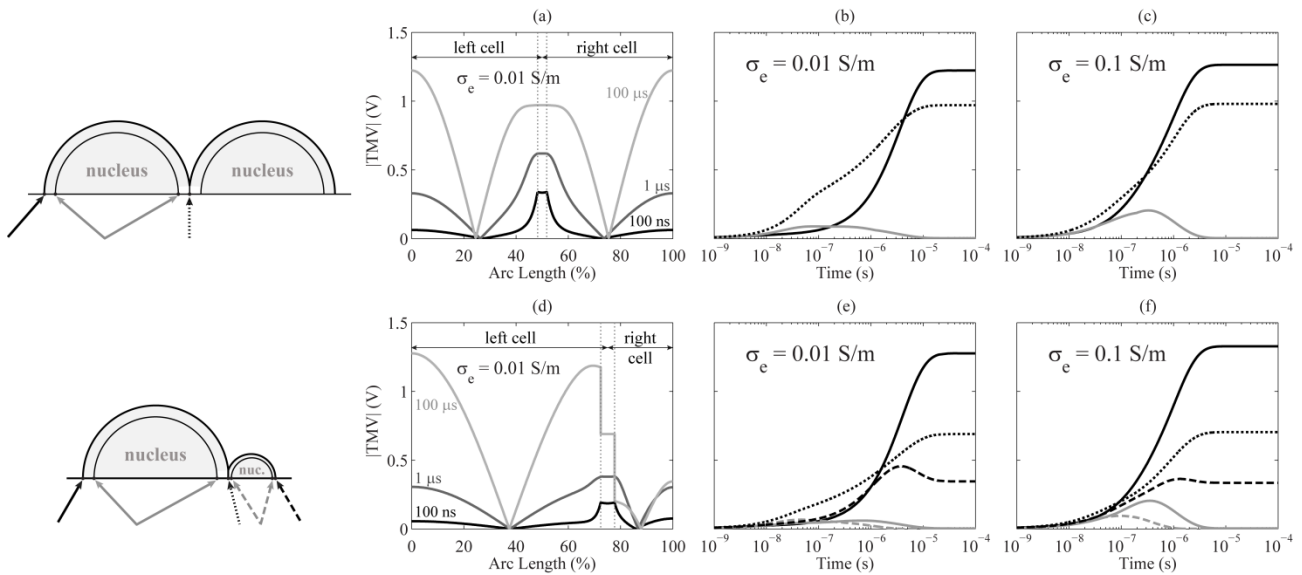 (a)
(b)
(c)
left cell
right cell
σe = 0.01 S/m
100 μs
1 μs
100 ns
|TMV| (V)
1.5
1
0.5
0
0 20 40 60 80 100
Arc Length (%)
σe = 0.01 S/m
10⁻⁹ 10⁻⁸ 10⁻⁷ 10⁻⁶ 10⁻⁵ 10⁻⁴
Time (s)
σe = 0.1 S/m
10⁻⁹ 10⁻⁸ 10⁻⁷ 10⁻⁶ 10⁻⁵ 10⁻⁴
Time (s)
nucleus
nucleus
(d)
(e)
(f)
left cell
right
cell
σe = 0.01 S/m
100 μs
1 μs
100 ns
|TMV| (V)
1.5
1
0.5
0
0 20 40 60 80 100
Arc Length (%)
σe = 0.01 S/m
10⁻⁹ 10⁻⁸ 10⁻⁷ 10⁻⁶ 10⁻⁵ 10⁻⁴
Time (s)
σe = 0.1 S/m
10⁻⁹ 10⁻⁸ 10⁻⁷ 10⁻⁶ 10⁻⁵ 10⁻⁴
Time (s)
nucleus
nuc.